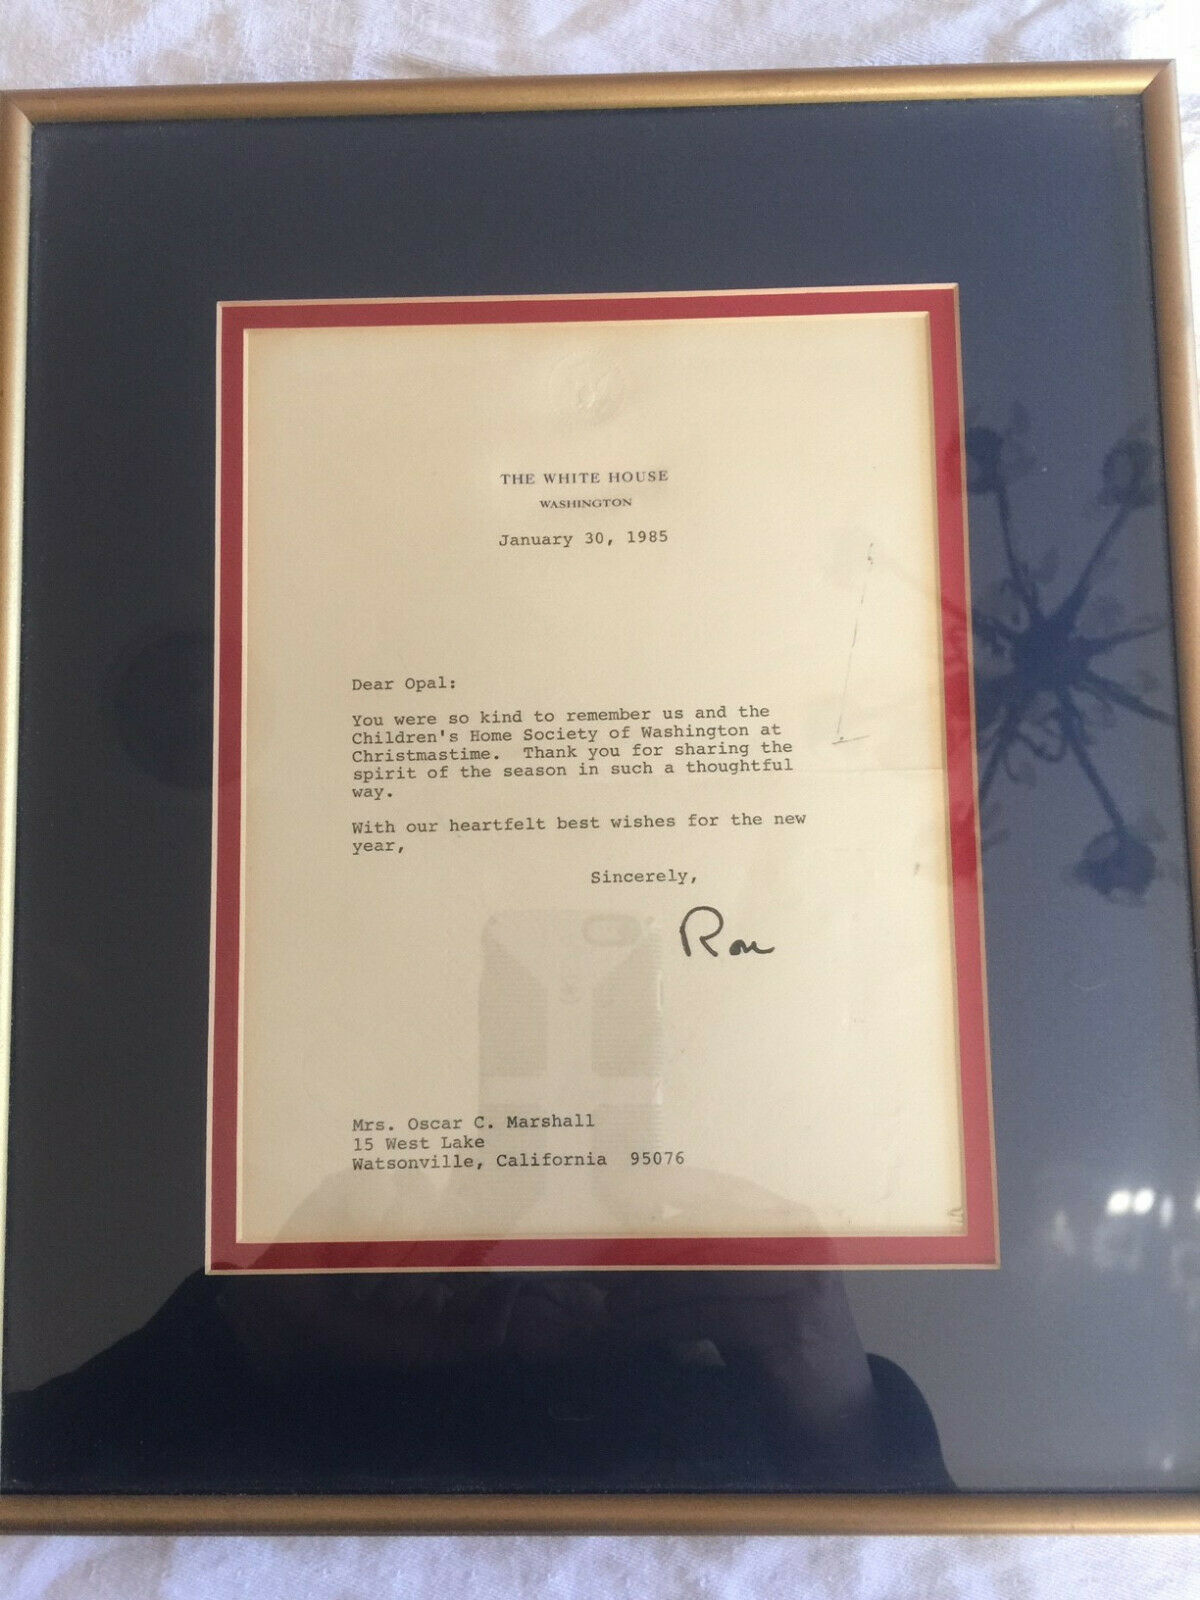 THE WHITE HOUSE
WASHINGTON
January 30, 1985
Dear Opal:
You were so kind to remember us and the
Children's Home Society of Washington at
Christmastime.  Thank you for sharing the
spirit of the season in such a thoughtful
way.
With our heartfelt best wishes for the new
year,
Sincerely,
Ron
Mrs. Oscar C. Marshall
15 West Lake
Watsonville, California  95076